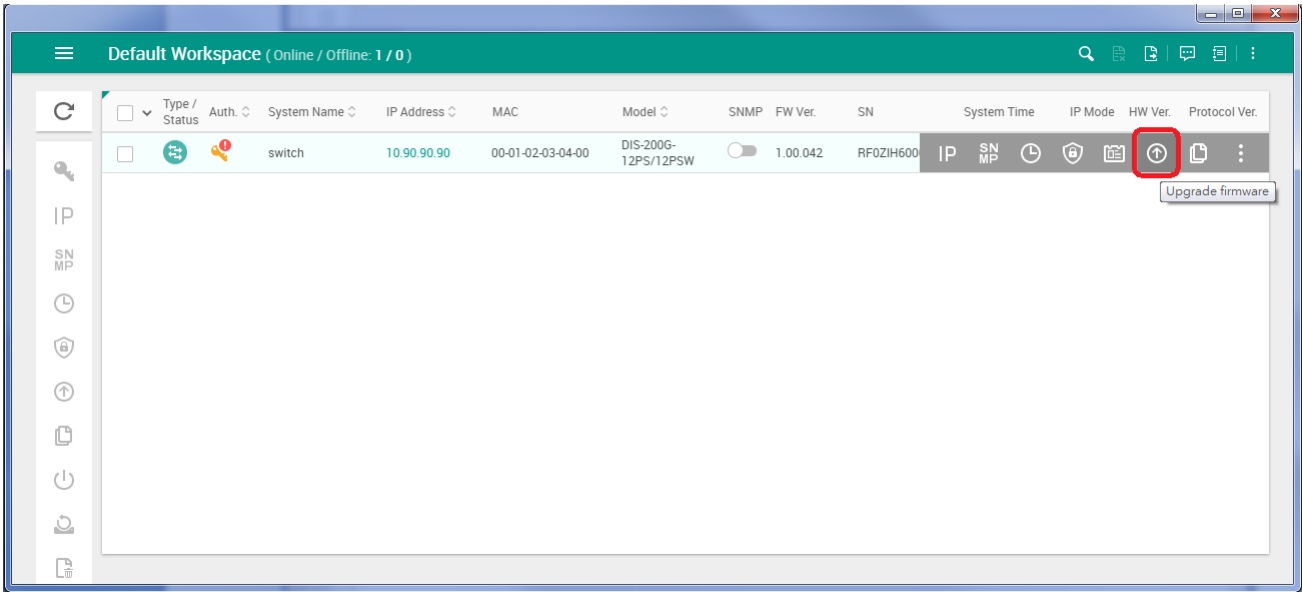 Default Workspace ( Online / Offline: 1 / 0 )
Type / Status Auth. System Name IP Address MAC Model SNMP FW Ver. SN System Time IP Mode HW Ver. Protocol Ver.
switch 10.90.90.90 00-01-02-03-04-00 DIS-200G-12PS/12PSW 1.00.042 RF0ZIH600 IP SNMP
Upgrade firmware
IP
SN
MP